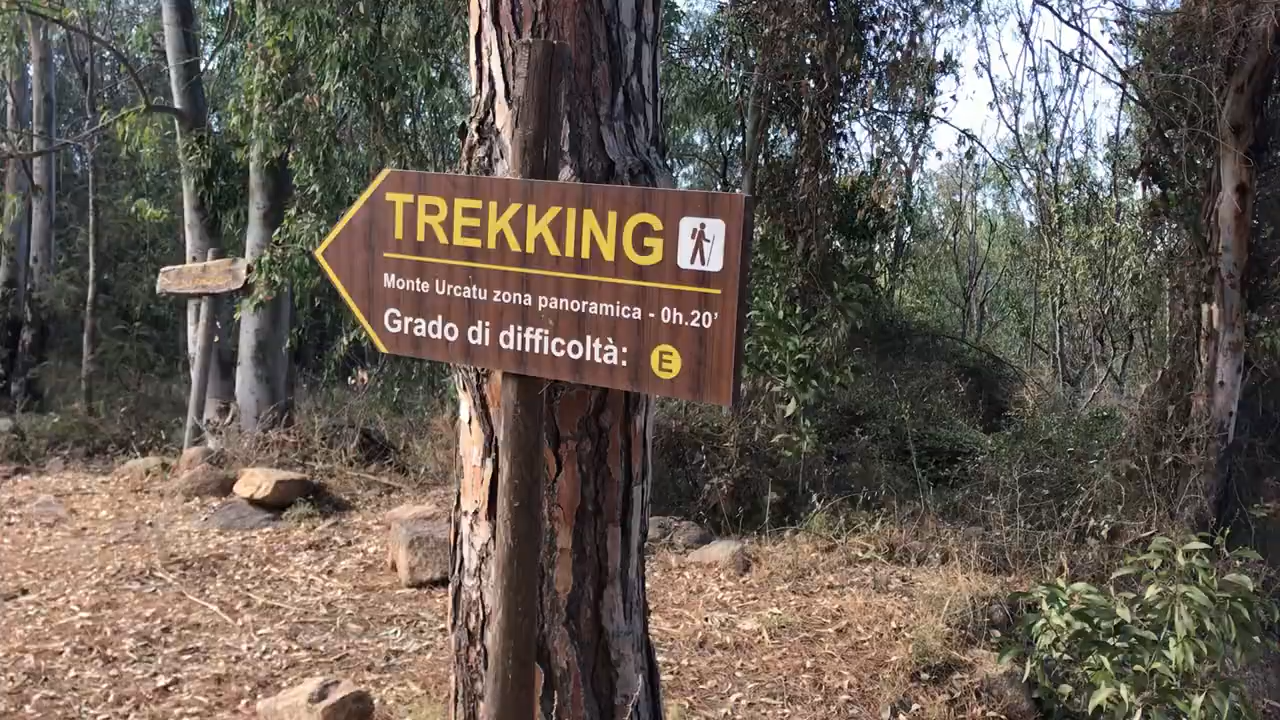 TREKKING
Monte Urcatu zona panoramica - 0h.20'
Grado di difficoltà: E